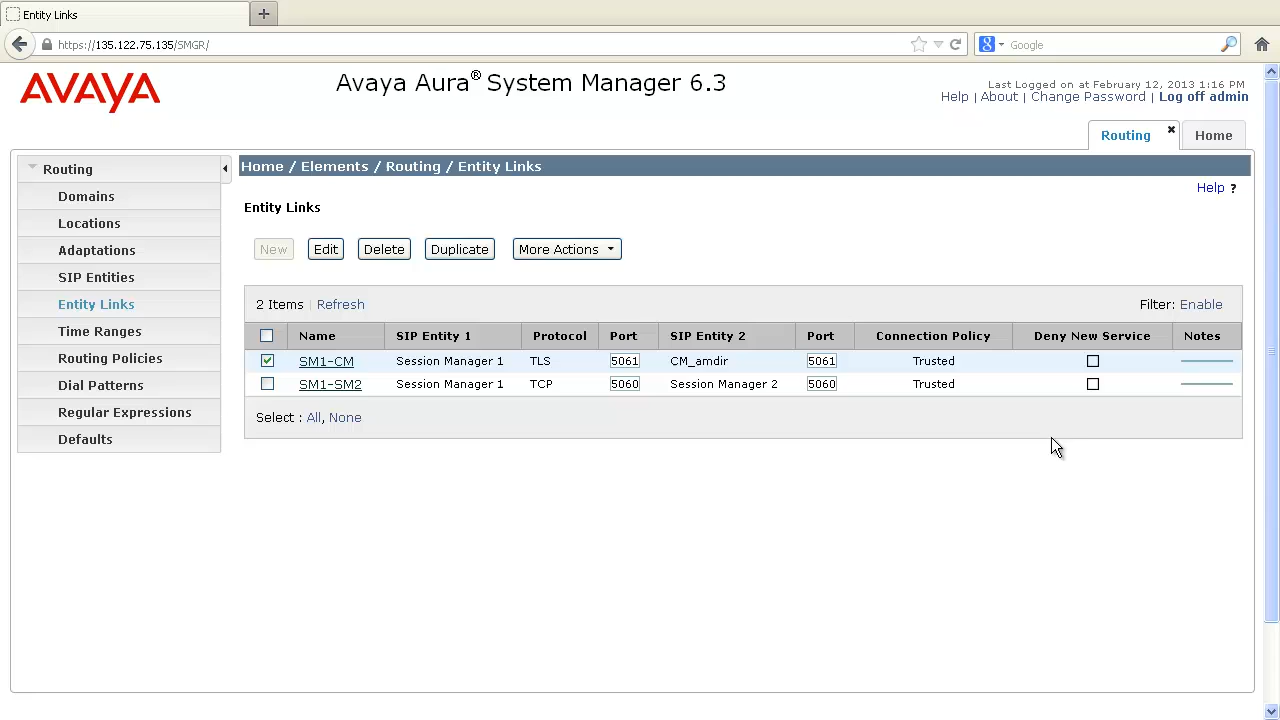 Entity Links
+
https://135.122.75.135/SMGR/
8 Google
AVAYA
Avaya Aura® System Manager 6.3
Last Logged on at February 12, 2013 1:16 PM
Help | About | Change Password | Log off admin
Routing Home
Routing
Domains
Locations
Adaptations
SIP Entities
Entity Links
Time Ranges
Routing Policies
Dial Patterns
Regular Expressions
Defaults
Home / Elements / Routing / Entity Links
Help ?
Entity Links
New Edit Delete Duplicate More Actions
2 Items | Refresh Filter: Enable
Name SIP Entity 1 Protocol Port SIP Entity 2 Port Connection Policy Deny New Service Notes
SM1-CM Session Manager 1 TLS 5061 CM_amdir 5061 Trusted
SM1-SM2 Session Manager 1 TCP 5060 Session Manager 2 5060 Trusted
Select : All, None